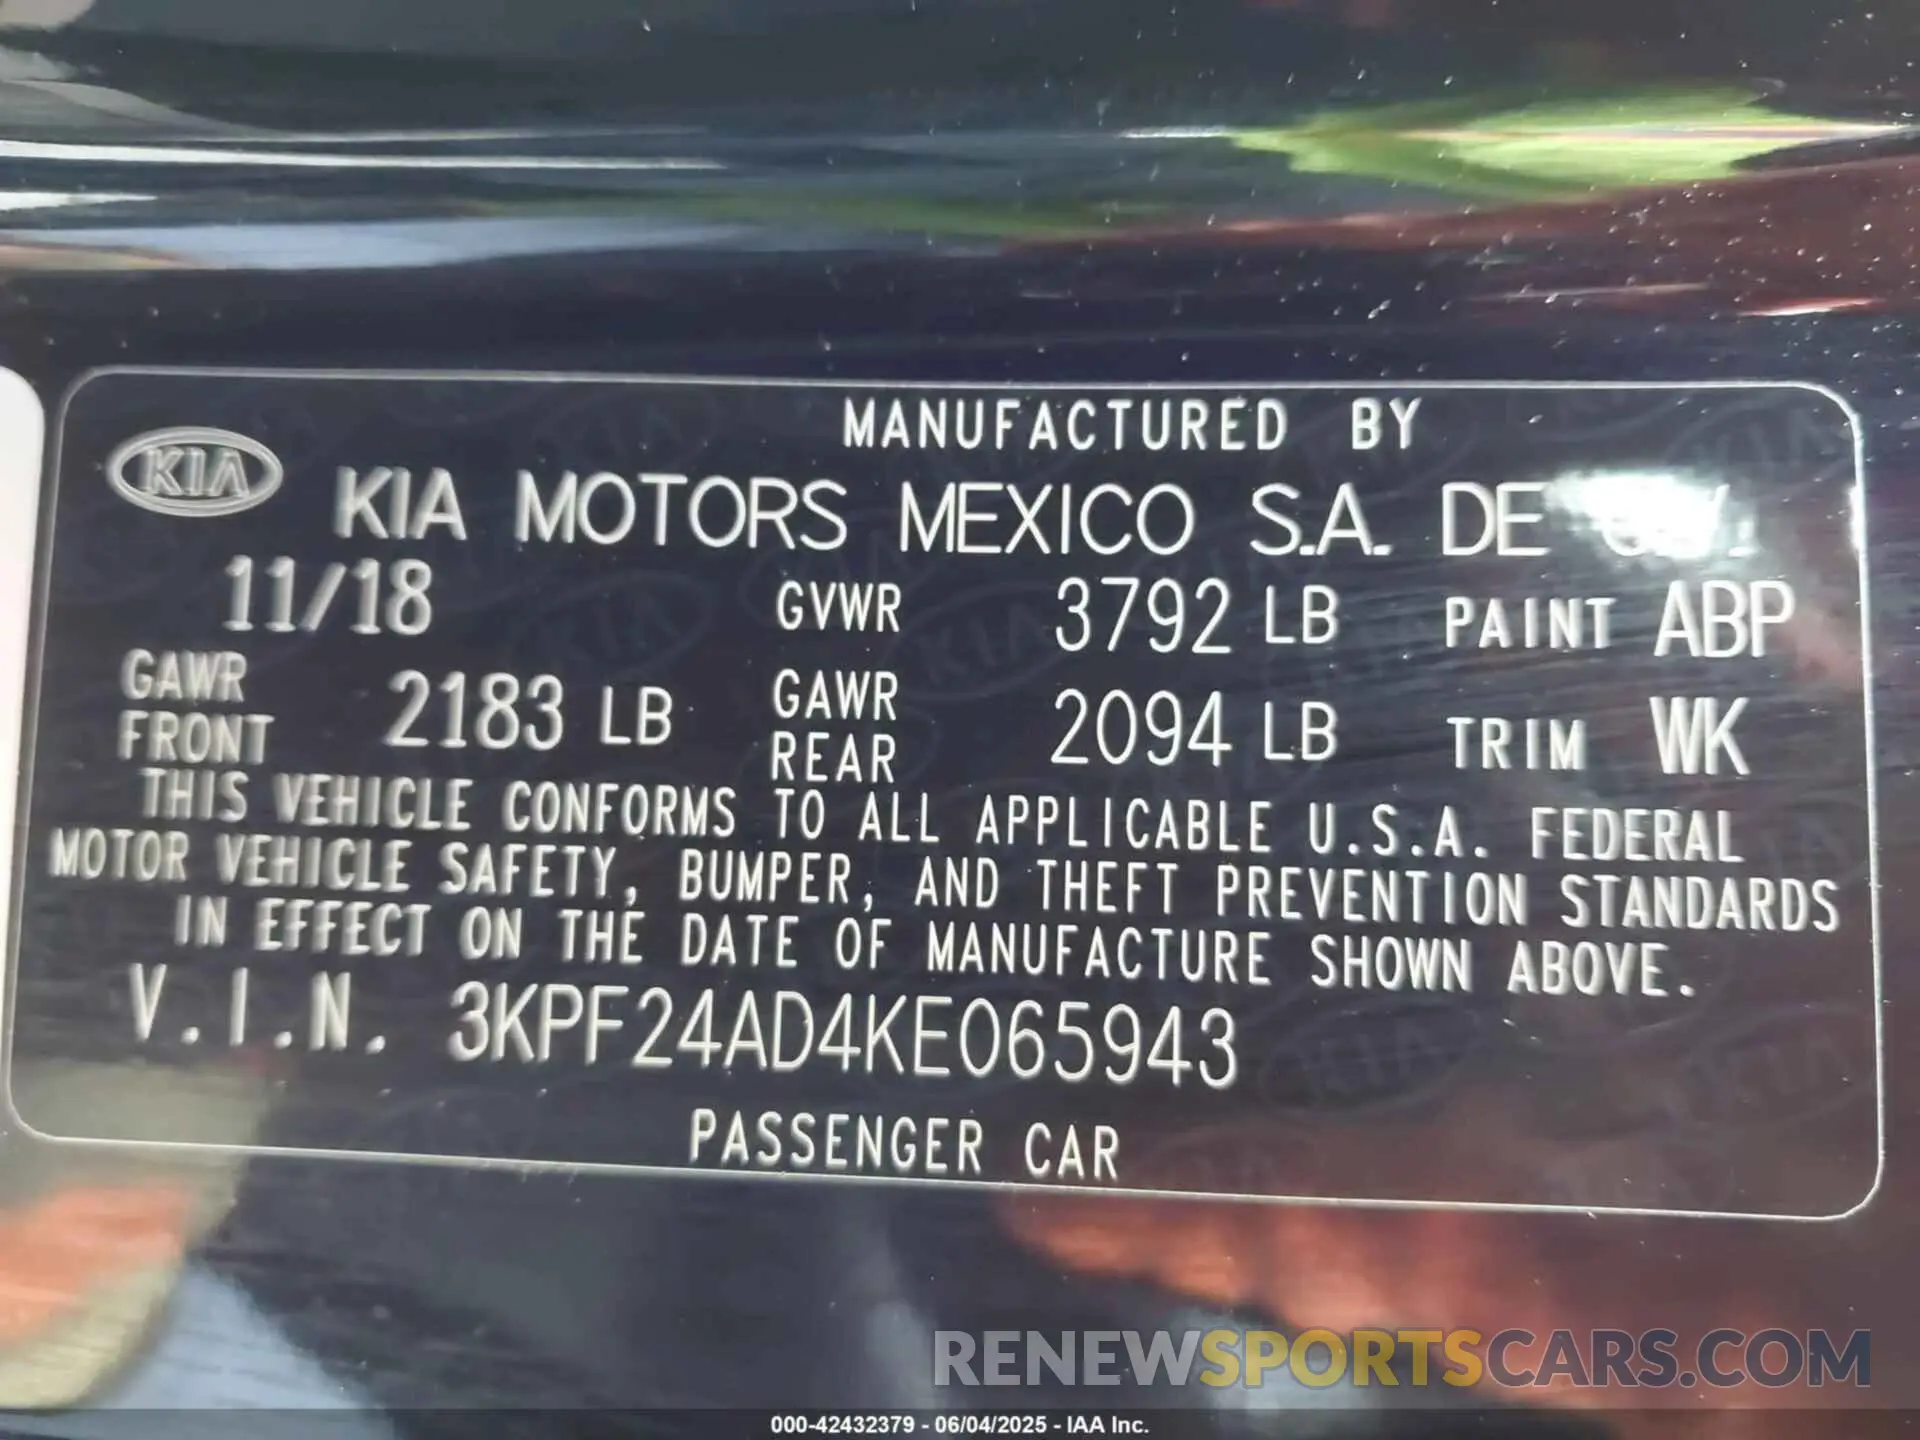 MANUFACTURED BY
KIA KIA MOTORS MEXICO S.A. DE
11/18 GVWR 3792 LB PAINT ABP
GAWR FRONT 2183 LB GAWR REAR 2094 LB TRIM WK
THIS VEHICLE CONFORMS TO ALL APPLICABLE U.S.A. FEDERAL
MOTOR VEHICLE SAFETY, BUMPER, AND THEFT PREVENTION STANDARDS
IN EFFECT ON THE DATE OF MANUFACTURE SHOWN ABOVE.
V.I.N. 3KPF24AD4KE065943
PASSENGER CAR
RENEWSPORTSCARS.COM
000-42432379 - 06/04/2025 - IAA Inc.